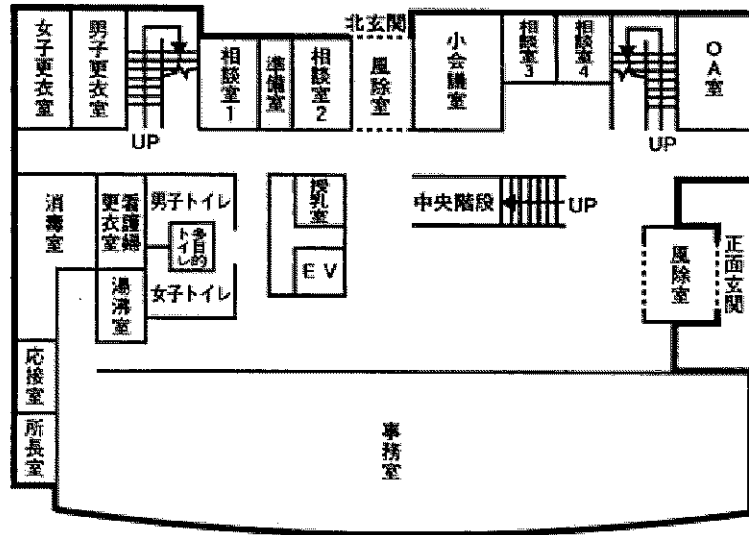 北玄関
女子更衣室
男子更衣室
UP
相談室1
準備室
相談室2
風除室
小会議室
相談室3
相談室4
UP
OA室
消毒室
看護婦更衣室
男子トイレ
多目的トイレ
女子トイレ
湯沸室
授乳室
EV
中央階段
UP
風除室
正面玄関
応接室
所長室
事務室